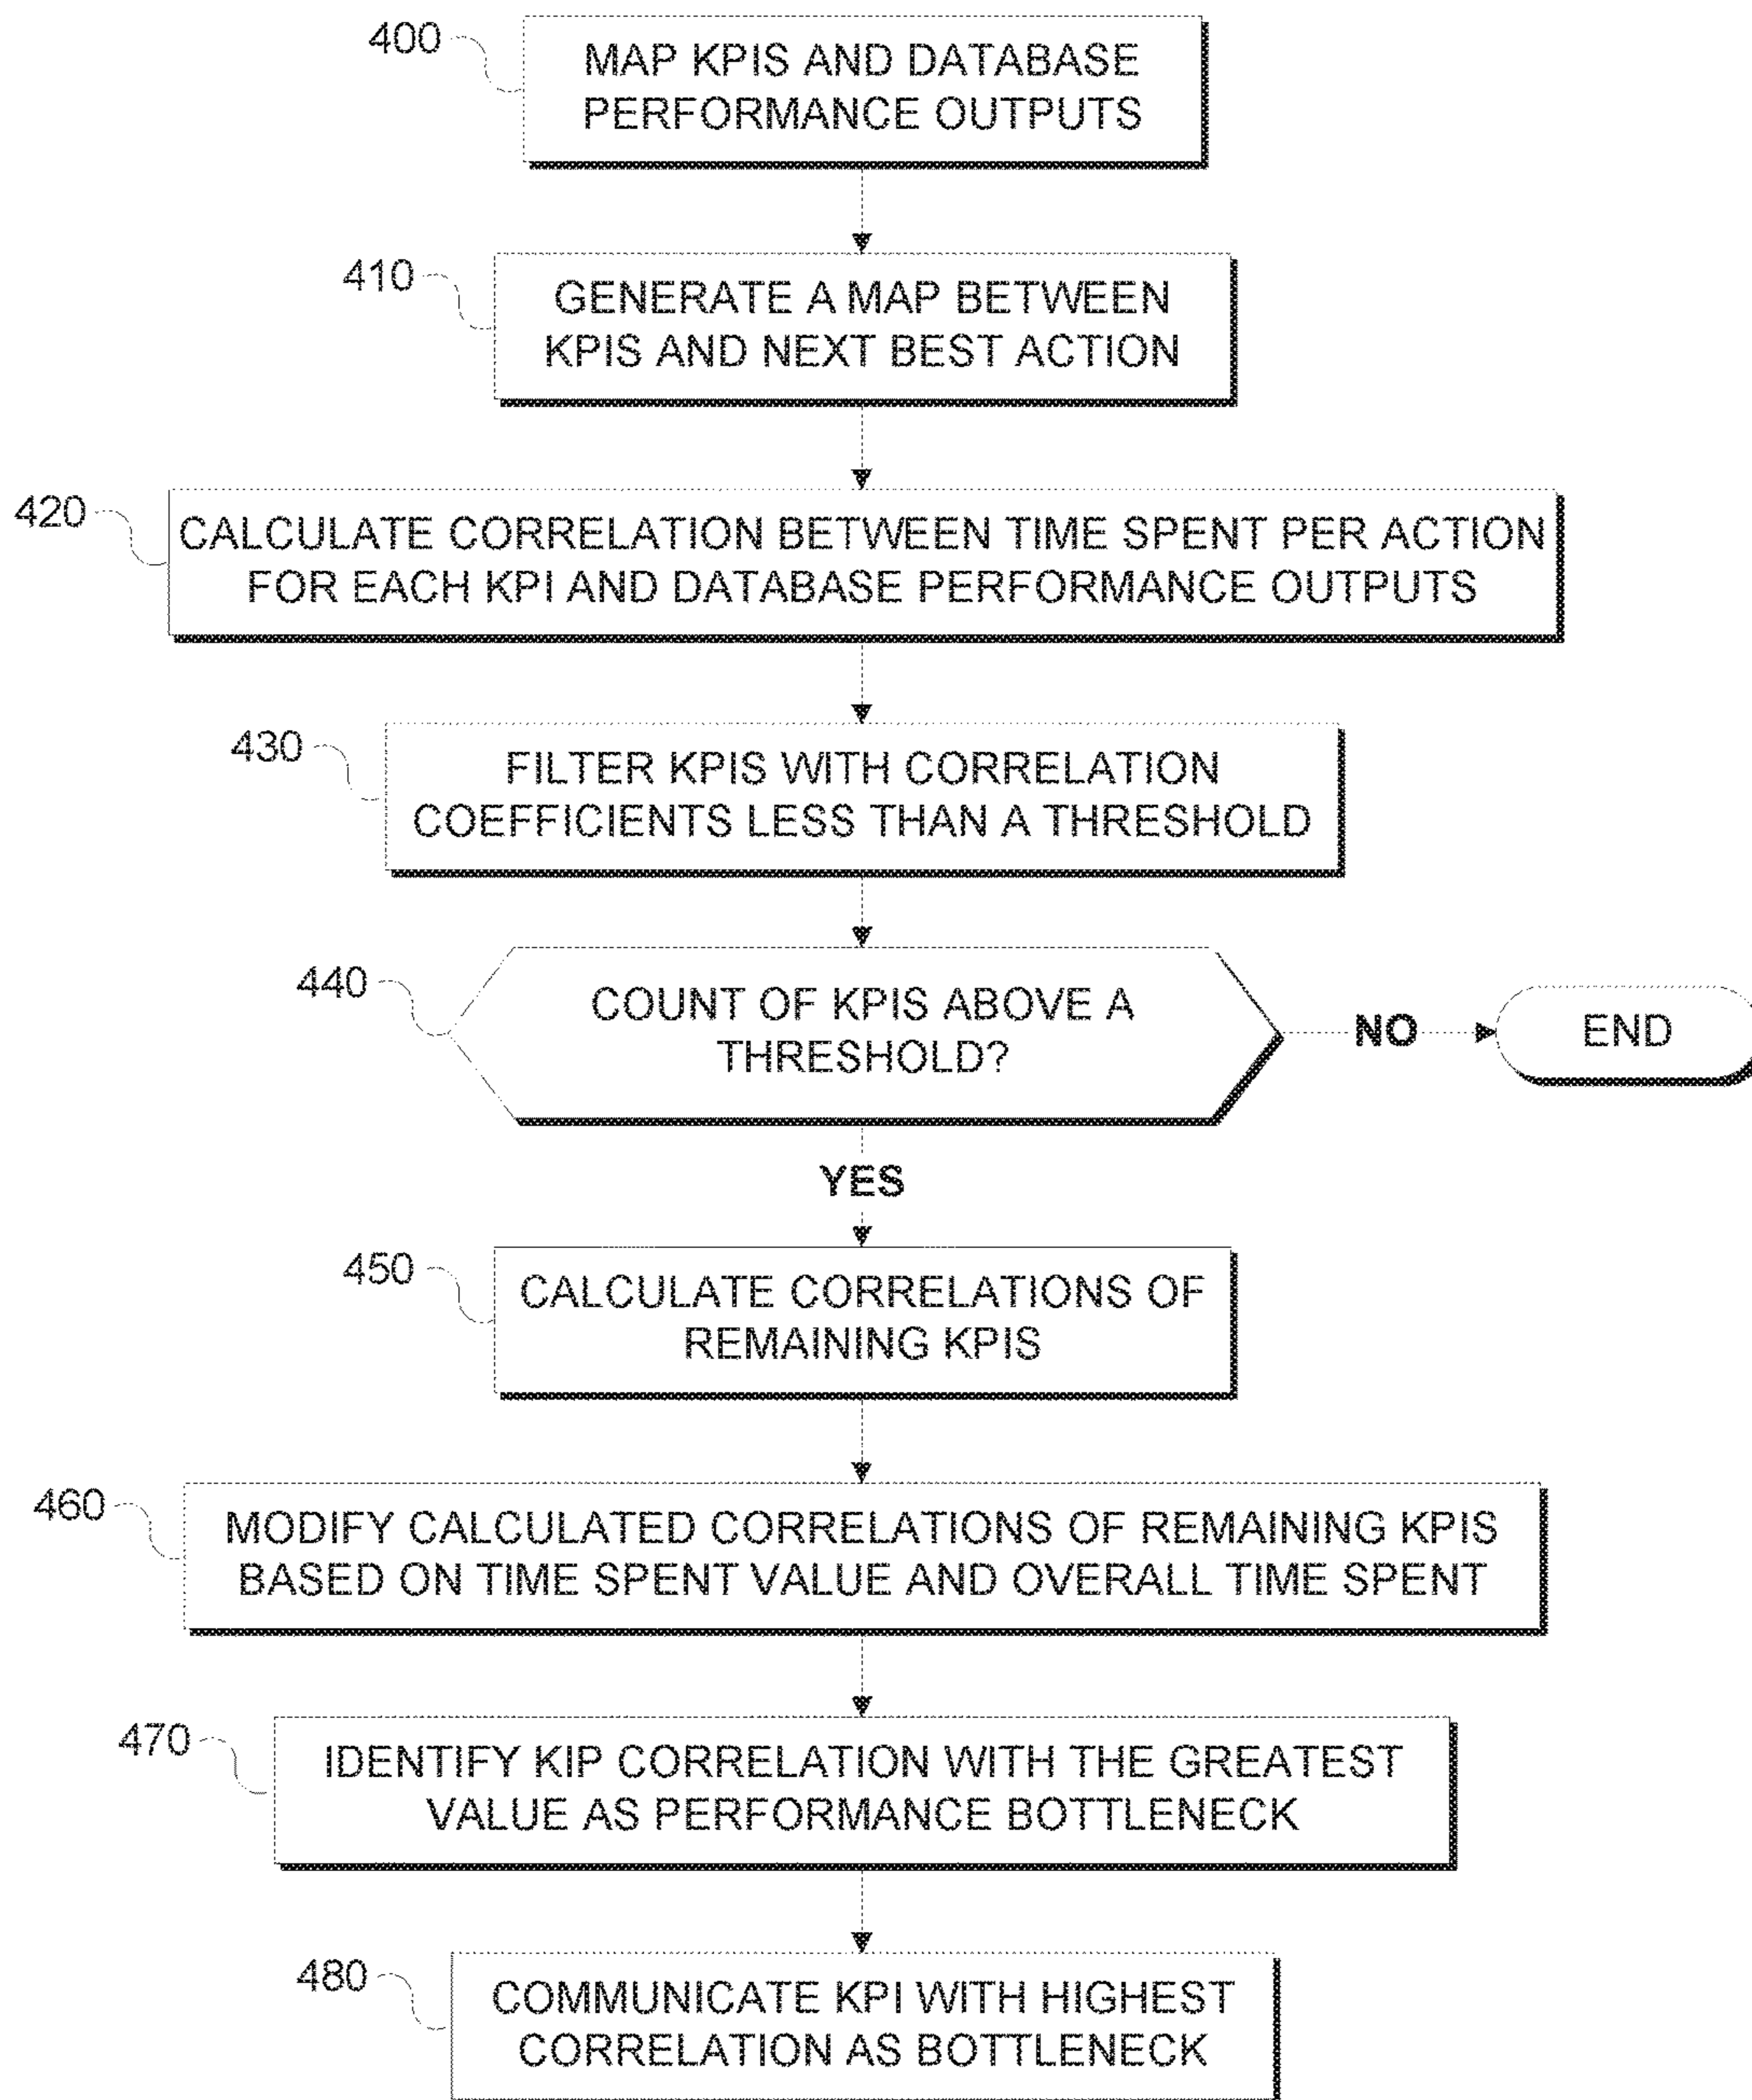 400
MAP KPIS AND DATABASE
PERFORMANCE OUTPUTS
410
GENERATE A MAP BETWEEN
KPIS AND NEXT BEST ACTION
420
CALCULATE CORRELATION BETWEEN TIME SPENT PER ACTION
FOR EACH KPI AND DATABASE PERFORMANCE OUTPUTS
430
FILTER KPIS WITH CORRELATION
COEFFICIENTS LESS THAN A THRESHOLD
440
COUNT OF KPIS ABOVE A
THRESHOLD?
NO
END
YES
450
CALCULATE CORRELATIONS OF
REMAINING KPIS
460
MODIFY CALCULATED CORRELATIONS OF REMAINING KPIS
BASED ON TIME SPENT VALUE AND OVERALL TIME SPENT
470
IDENTIFY KIP CORRELATION WITH THE GREATEST
VALUE AS PERFORMANCE BOTTLENECK
480
COMMUNICATE KPI WITH HIGHEST
CORRELATION AS BOTTLENECK